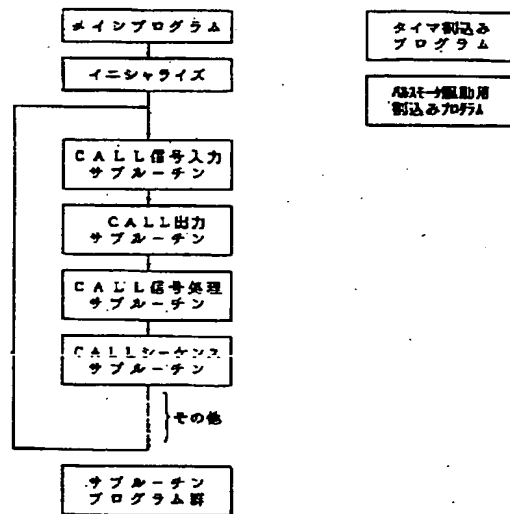 メインプログラム
イニシャライズ
CALL信号入力
サブルーチン
CALL出力
サブルーチン
CALL信号処理
サブルーチン
CALLシーケンス
サブルーチン
その他
サブルーチン
プログラム群
タイマ割込み
プログラム
パルスモータ駆動用
割込みプログラム